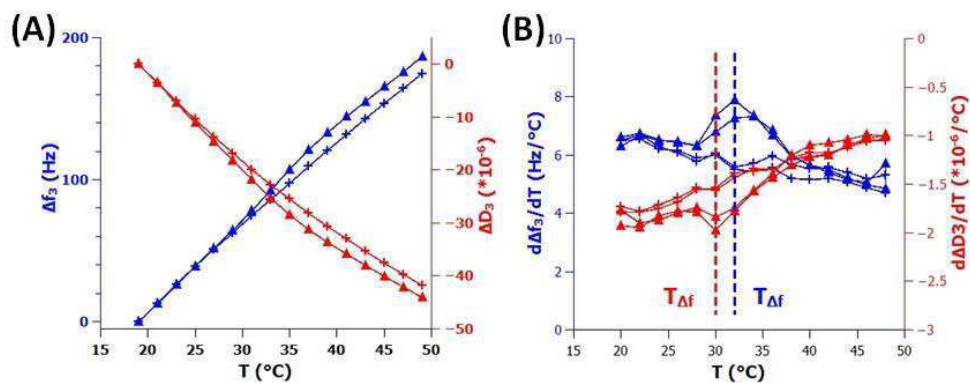 (A)
200
100
0
Δf₃ (Hz)
0
−10
−20
−30
−40
−50
ΔD₃ (*10⁻⁶)
15 20 25 30 35 40 45 50
T (°C)
(B)
10
8
6
4
2
0
dΔf₃/dT (Hz/°C)
0
−0.5
−1
−1.5
−2
−2.5
−3
dΔD3/dT (*10⁻⁶/°C)
TΔf TΔf
15 20 25 30 35 40 45 50
T (°C)